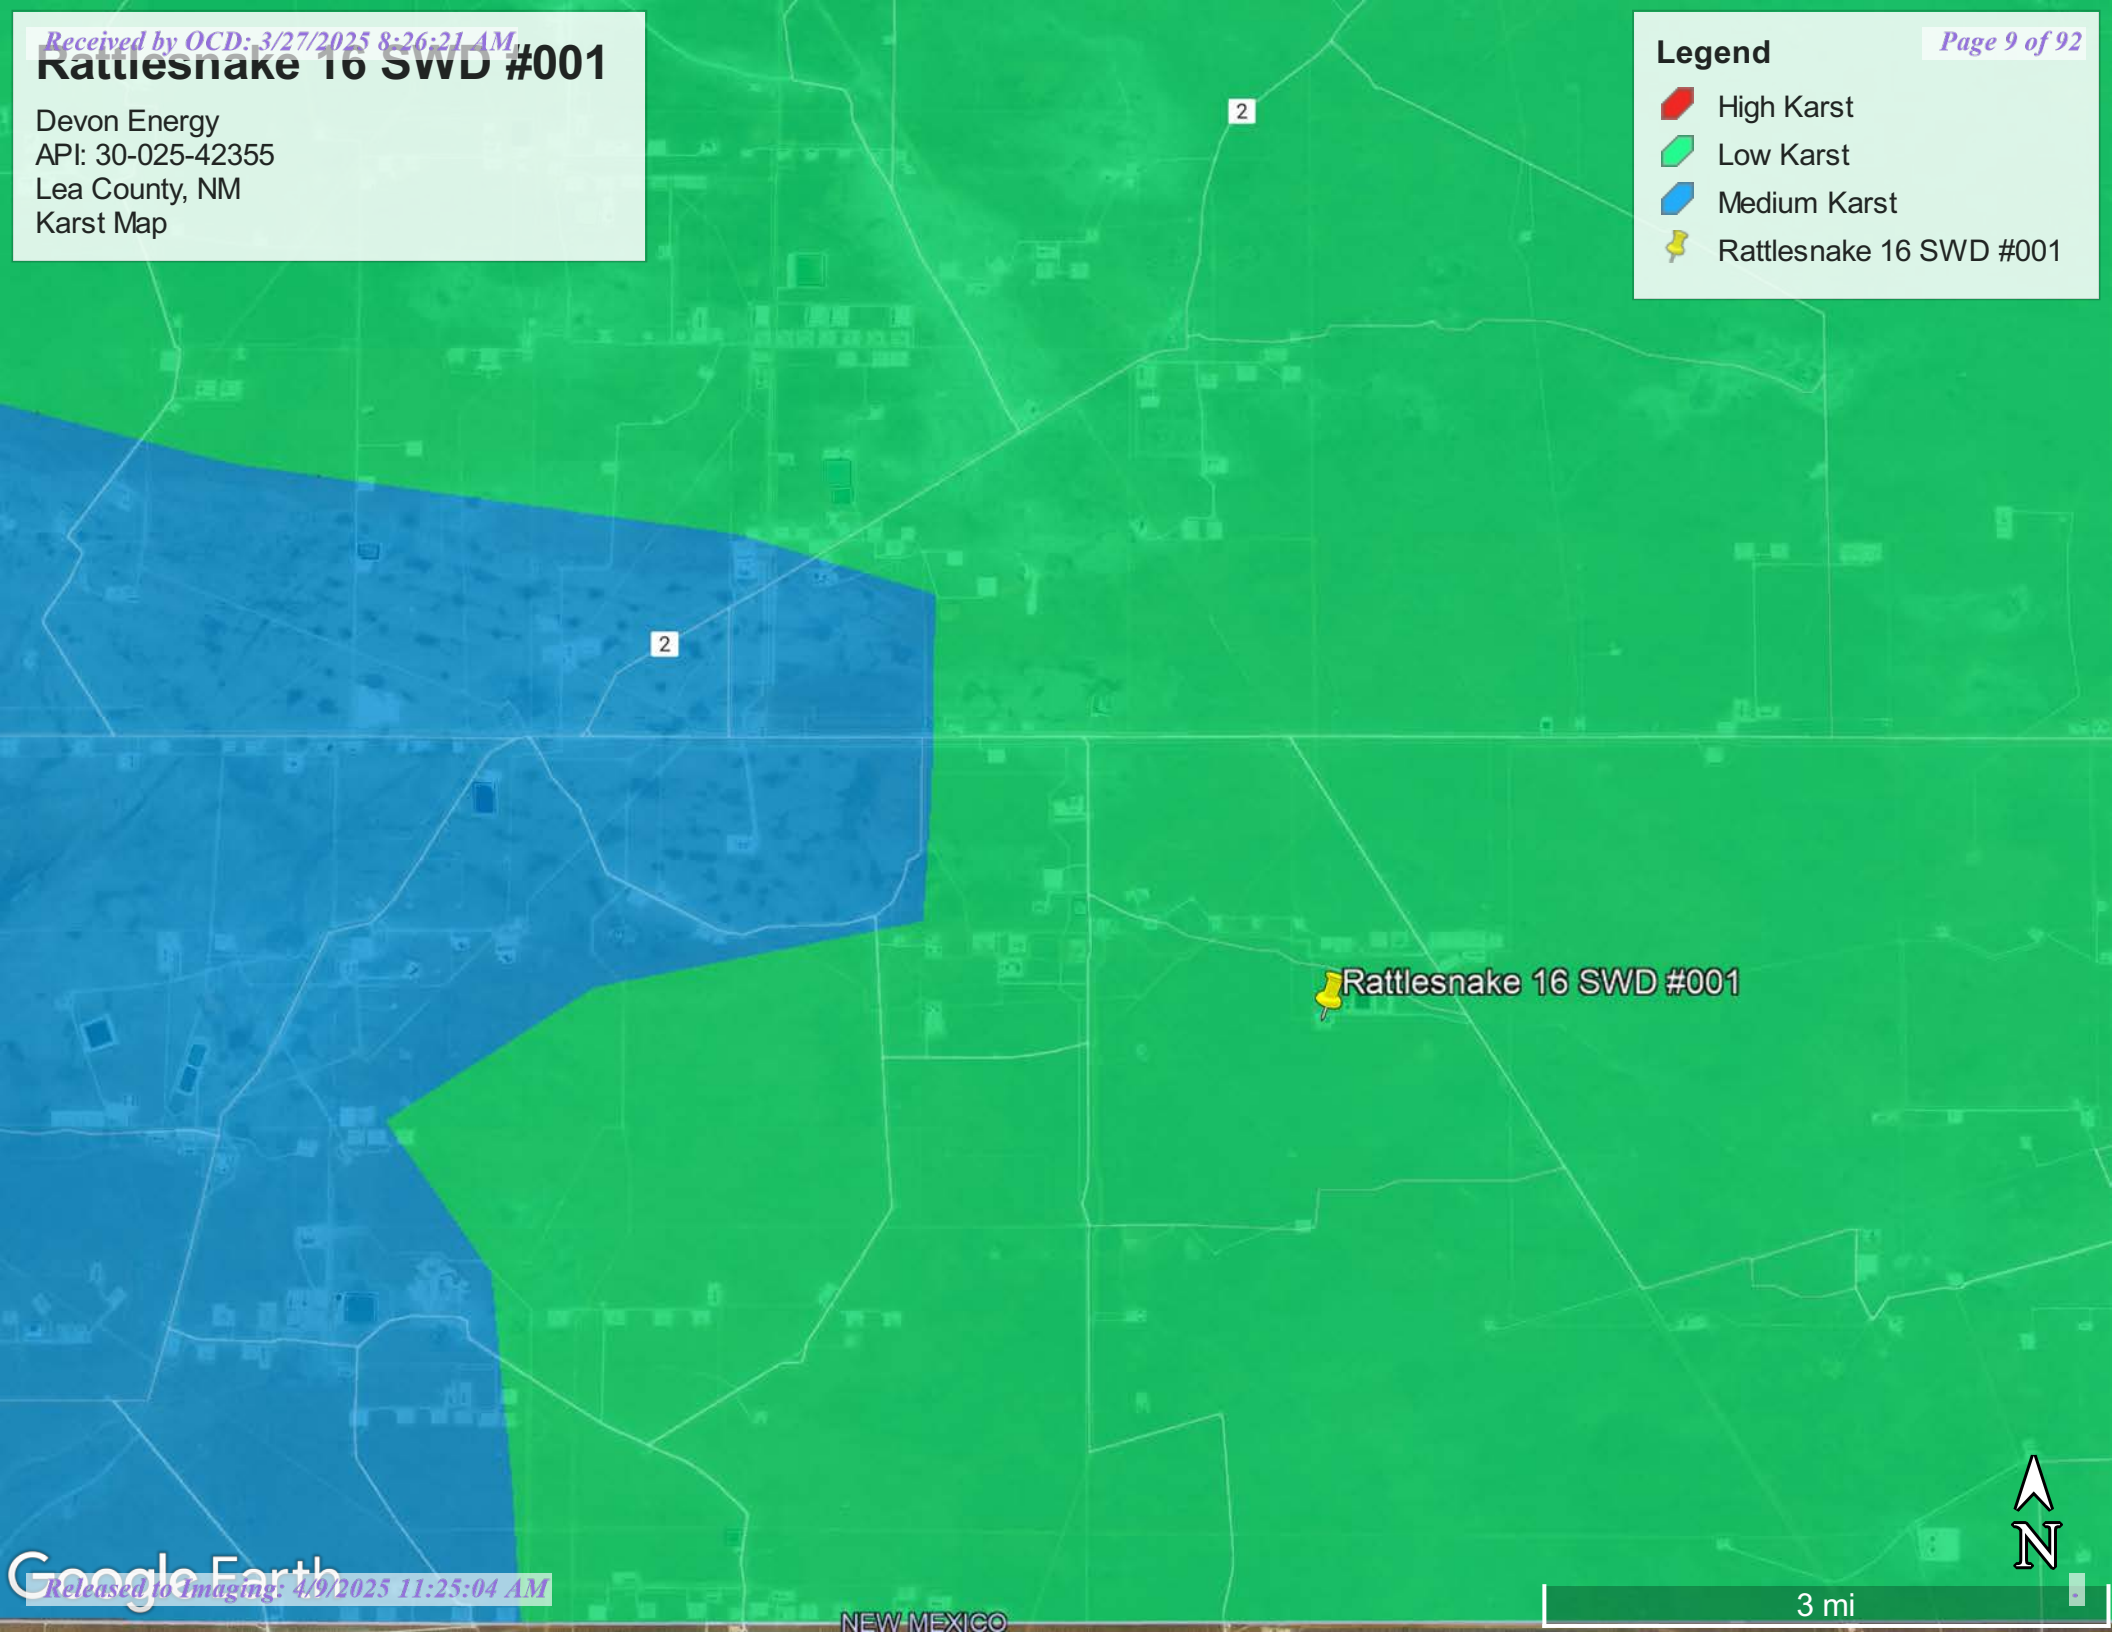 Received by OCD: 3/27/2025 8:26:21 AM
Page 9 of 92
Rattlesnake 16 SWD #001
Devon Energy
API: 30-025-42355
Lea County, NM
Karst Map
Legend
High Karst
Low Karst
Medium Karst
Rattlesnake 16 SWD #001
2
2
Rattlesnake 16 SWD #001
N
Google Earth
Released to Imaging: 4/9/2025 11:25:04 AM
3 mi
NEW MEXICO